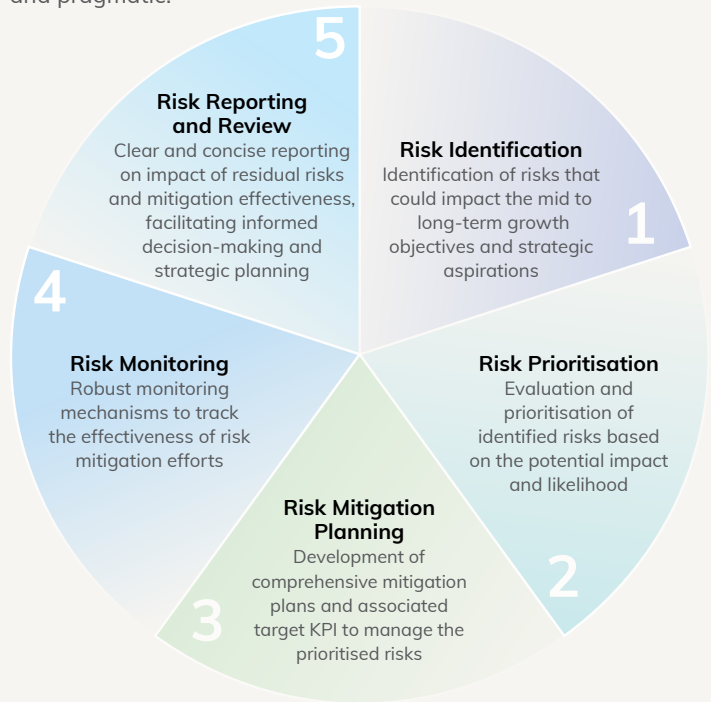 and pragmatic.
1
Risk Identification
Identification of risks that
could impact the mid to
long-term growth
objectives and strategic
aspirations
2
Risk Prioritisation
Evaluation and
prioritisation of
identified risks based
on the potential impact
and likelihood
3
Risk Mitigation
Planning
Development of
comprehensive mitigation
plans and associated
target KPI to manage the
prioritised risks
4
Risk Monitoring
Robust monitoring
mechanisms to track
the effectiveness of risk
mitigation efforts
5
Risk Reporting
and Review
Clear and concise reporting
on impact of residual risks
and mitigation effectiveness,
facilitating informed
decision-making and
strategic planning